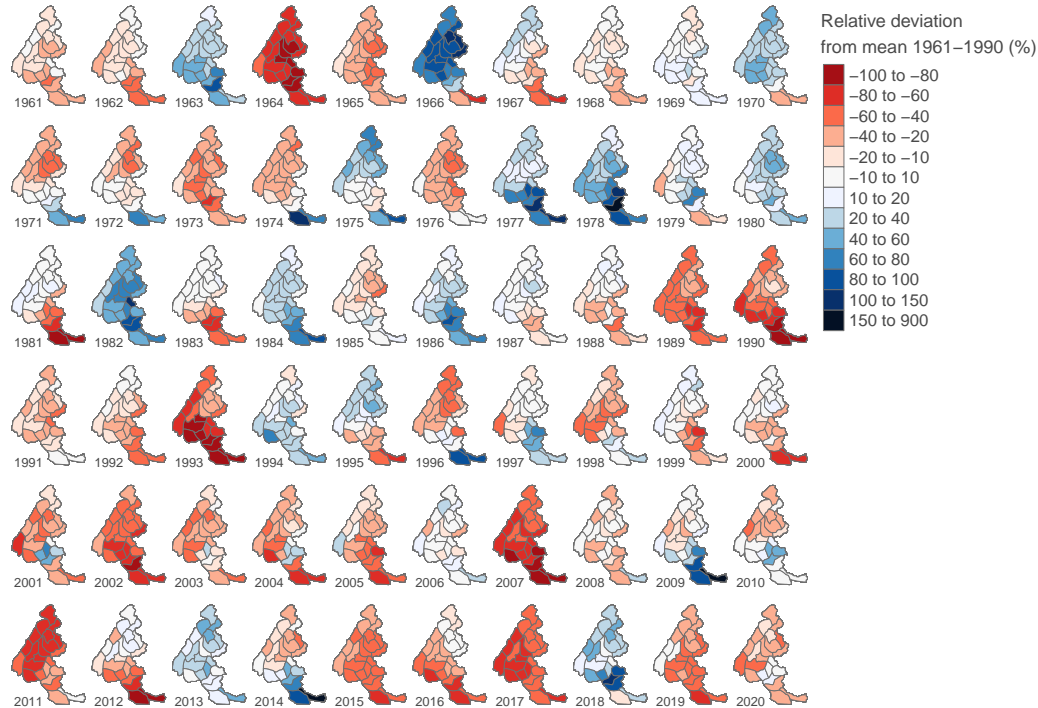 Relative deviation
from mean 1961−1990 (%)
−100 to −80
−80 to −60
−60 to −40
−40 to −20
−20 to −10
−10 to 10
10 to 20
20 to 40
40 to 60
60 to 80
80 to 100
100 to 150
150 to 900
1961 1962 1963 1964 1965 1966 1967 1968 1969 1970
1971 1972 1973 1974 1975 1976 1977 1978 1979 1980
1981 1982 1983 1984 1985 1986 1987 1988 1989 1990
1991 1992 1993 1994 1995 1996 1997 1998 1999 2000
2001 2002 2003 2004 2005 2006 2007 2008 2009 2010
2011 2012 2013 2014 2015 2016 2017 2018 2019 2020